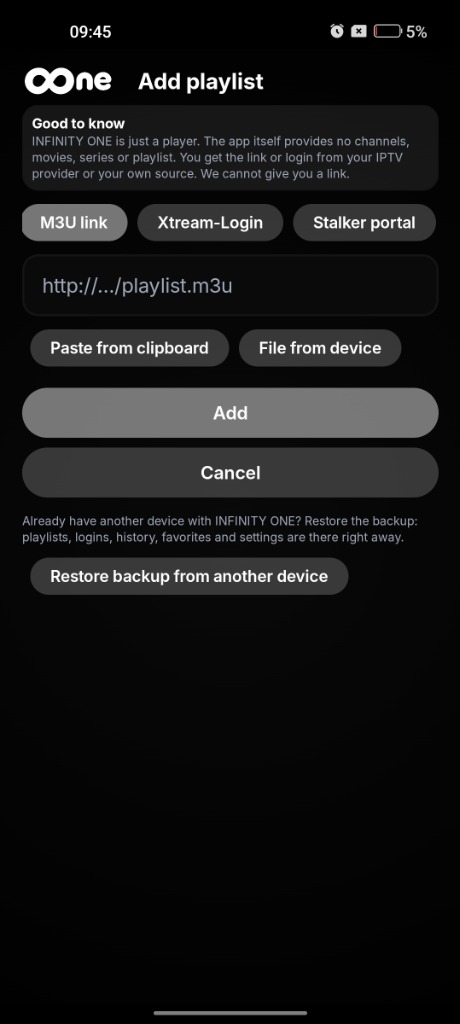 09:45
5%
one
Add playlist
Good to know
INFINITY ONE is just a player. The app itself provides no channels,
movies, series or playlist. You get the link or login from your IPTV
provider or your own source. We cannot give you a link.
M3U link
Xtream-Login
Stalker portal
http://.../playlist.m3u
Paste from clipboard
File from device
Add
Cancel
Already have another device with INFINITY ONE? Restore the backup:
playlists, logins, history, favorites and settings are there right away.
Restore backup from another device